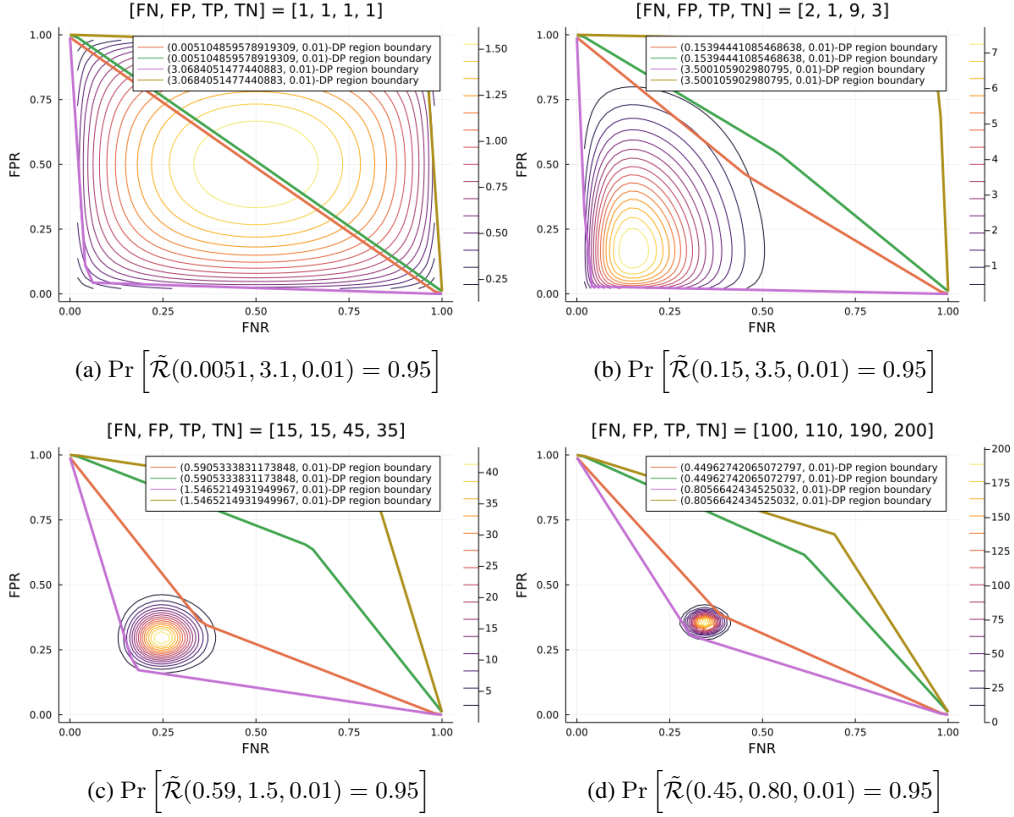 [FN, FP, TP, TN] = [1, 1, 1, 1]
(0.005104859578919309, 0.01)-DP region boundary
(0.005104859578919309, 0.01)-DP region boundary
(3.0684051477440883, 0.01)-DP region boundary
(3.0684051477440883, 0.01)-DP region boundary
FPR
1.00
0.75
0.50
0.25
0.00
0.00 0.25 0.50 0.75 1.00
FNR
1.50
1.25
1.00
0.75
0.50
0.25
(a) Pr [R̃(0.0051, 3.1, 0.01) = 0.95]
[FN, FP, TP, TN] = [2, 1, 9, 3]
(0.15394441085468638, 0.01)-DP region boundary
(0.15394441085468638, 0.01)-DP region boundary
(3.500105902980795, 0.01)-DP region boundary
(3.500105902980795, 0.01)-DP region boundary
FPR
1.00
0.75
0.50
0.25
0.00
0.00 0.25 0.50 0.75 1.00
FNR
7
6
5
4
3
2
1
(b) Pr [R̃(0.15, 3.5, 0.01) = 0.95]
[FN, FP, TP, TN] = [15, 15, 45, 35]
(0.5905333831173848, 0.01)-DP region boundary
(0.5905333831173848, 0.01)-DP region boundary
(1.5465214931949967, 0.01)-DP region boundary
(1.5465214931949967, 0.01)-DP region boundary
FPR
1.00
0.75
0.50
0.25
0.00
0.00 0.25 0.50 0.75 1.00
FNR
40
35
30
25
20
15
10
5
(c) Pr [R̃(0.59, 1.5, 0.01) = 0.95]
[FN, FP, TP, TN] = [100, 110, 190, 200]
(0.44962742065072797, 0.01)-DP region boundary
(0.44962742065072797, 0.01)-DP region boundary
(0.8056642434525032, 0.01)-DP region boundary
(0.8056642434525032, 0.01)-DP region boundary
FPR
1.00
0.75
0.50
0.25
0.00
0.00 0.25 0.50 0.75 1.00
FNR
200
175
150
125
100
75
50
25
0
(d) Pr [R̃(0.45, 0.80, 0.01) = 0.95]